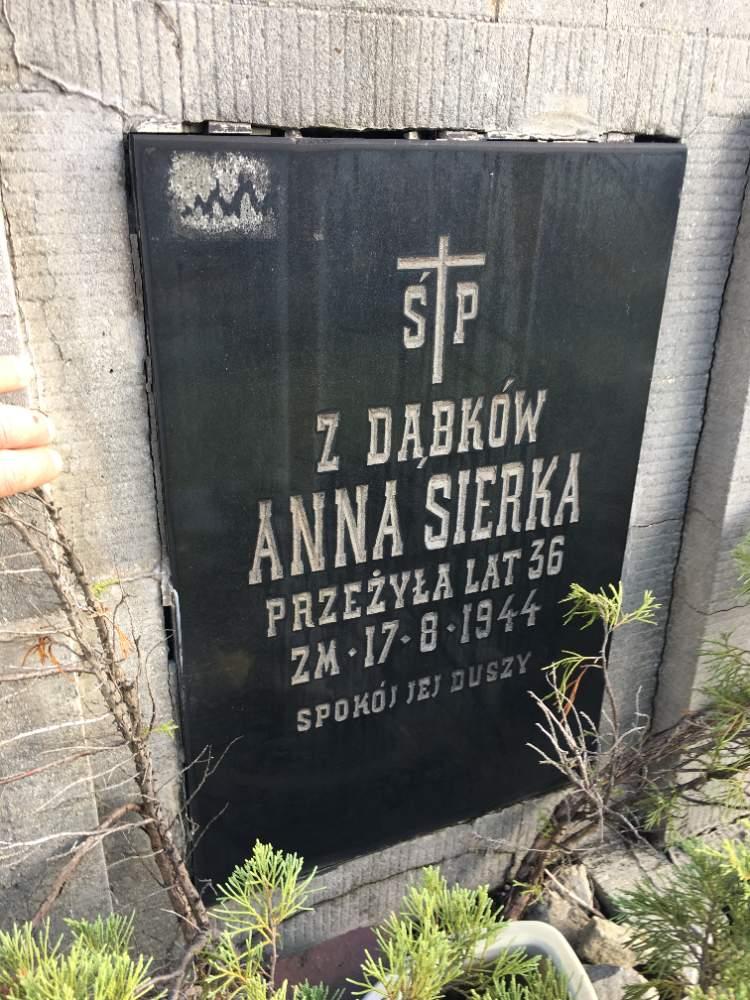 Ś P
Z DĄBKÓW
ANNA SIERKA
PRZEŻYŁA LAT 36
ZM · 17 · 8 · 1944
SPOKÓJ JEJ DUSZY